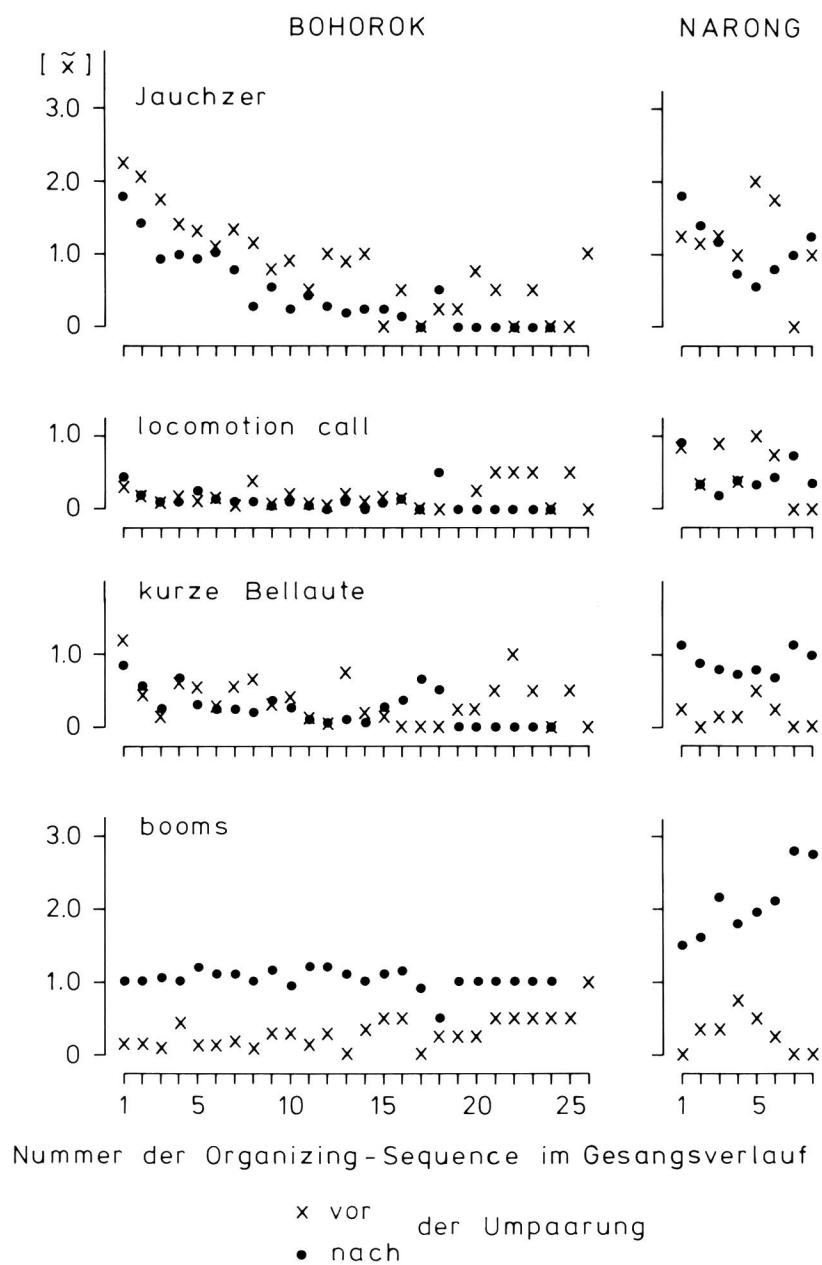 BOHOROK NARONG
[ x̃ ]
Jauchzer
3.0
2.0
1.0
0
locomotion call
1.0
0
kurze Bellaute
1.0
0
booms
3.0
2.0
1.0
0
1 5 10 15 20 25 1 5
Nummer der Organizing-Sequence im Gesangsverlauf
x vor
der Umpaarung
• nach